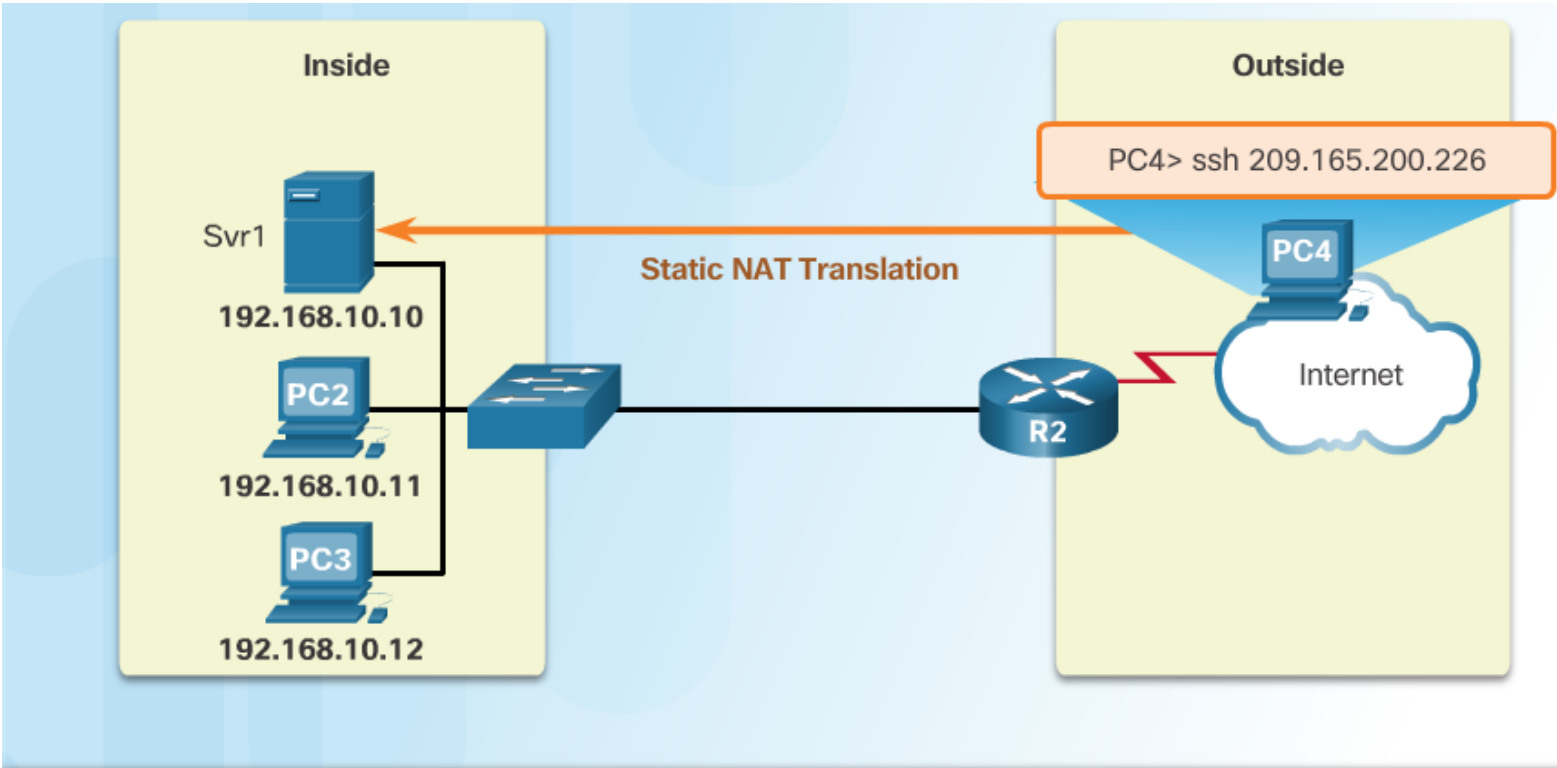 Inside
Outside
PC4> ssh 209.165.200.226
Svr1
Static NAT Translation
PC4
192.168.10.10
Internet
PC2
R2
192.168.10.11
PC3
192.168.10.12